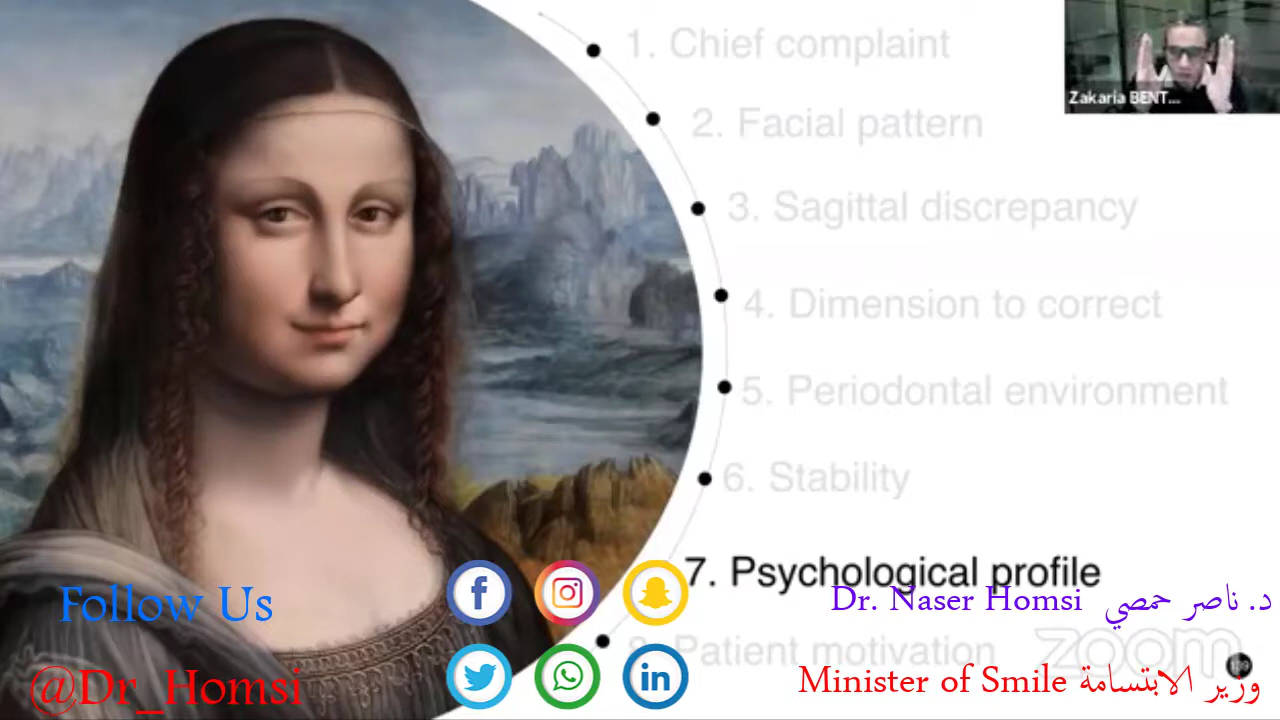 1. Chief complaint
Zakaria BENT...
2. Facial pattern
3. Sagittal discrepancy
4. Dimension to correct
5. Periodontal environment
6. Stability
7. Psychological profile
Follow Us
Dr. Naser Homsi د. ناصر حمصي
8. Patient motivation
zoom
@Dr_Homsi
Minister of Smile وزير الابتسامة